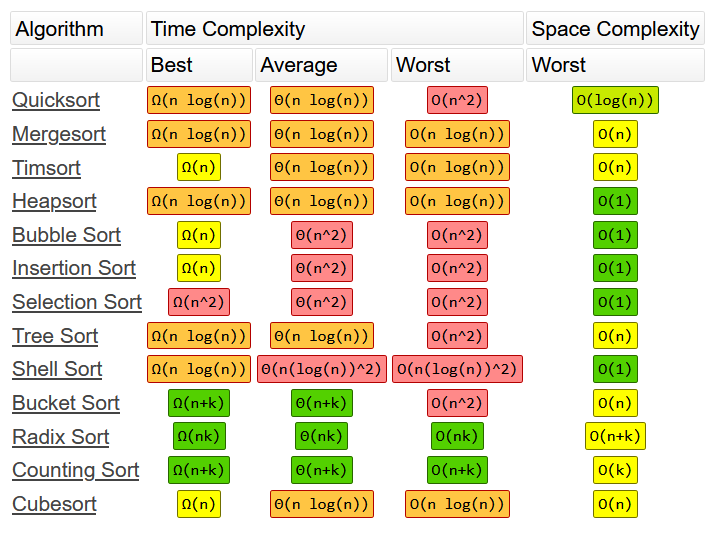 Algorithm Time Complexity Space Complexity
Best Average Worst Worst
Quicksort Ω(n log(n)) Θ(n log(n)) O(n^2) O(log(n))
Mergesort Ω(n log(n)) Θ(n log(n)) O(n log(n)) O(n)
Timsort Ω(n) Θ(n log(n)) O(n log(n)) O(n)
Heapsort Ω(n log(n)) Θ(n log(n)) O(n log(n)) O(1)
Bubble Sort Ω(n) Θ(n^2) O(n^2) O(1)
Insertion Sort Ω(n) Θ(n^2) O(n^2) O(1)
Selection Sort Ω(n^2) Θ(n^2) O(n^2) O(1)
Tree Sort Ω(n log(n)) Θ(n log(n)) O(n^2) O(n)
Shell Sort Ω(n log(n)) Θ(n(log(n))^2) O(n(log(n))^2) O(1)
Bucket Sort Ω(n+k) Θ(n+k) O(n^2) O(n)
Radix Sort Ω(nk) Θ(nk) O(nk) O(n+k)
Counting Sort Ω(n+k) Θ(n+k) O(n+k) O(k)
Cubesort Ω(n) Θ(n log(n)) O(n log(n)) O(n)